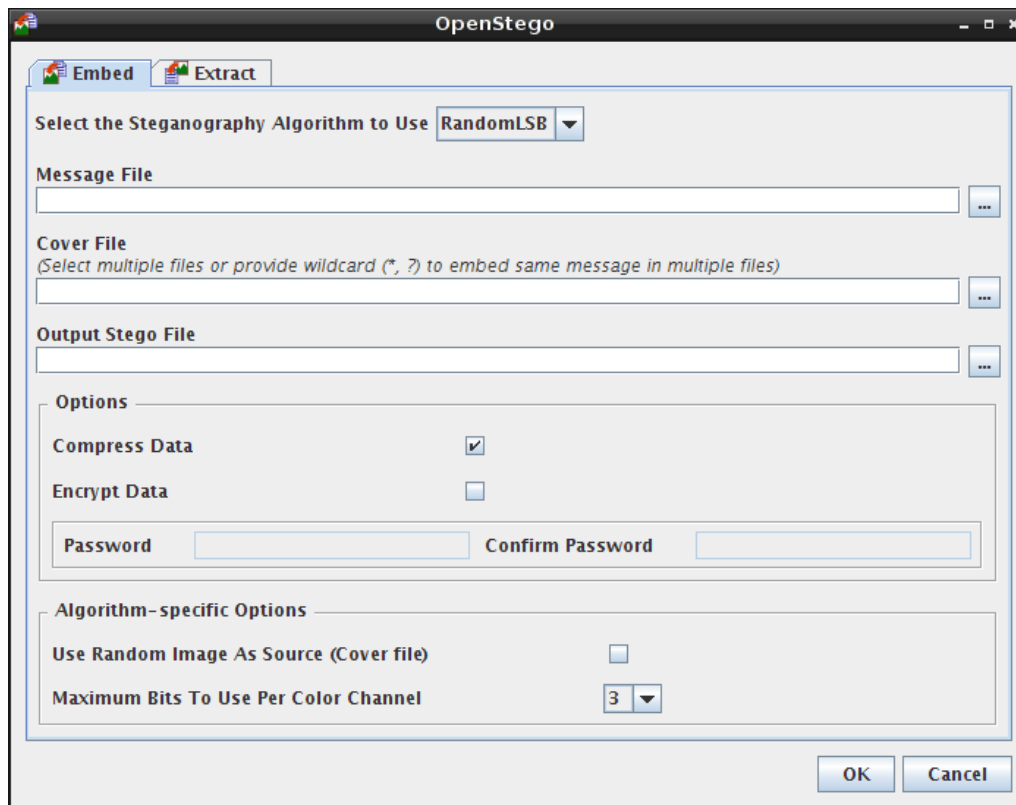 OpenStego
Embed Extract
Select the Steganography Algorithm to Use RandomLSB
Message File
...
Cover File
(Select multiple files or provide wildcard (*, ?) to embed same message in multiple files)
...
Output Stego File
...
Options
Compress Data
Encrypt Data
Password Confirm Password
Algorithm-specific Options
Use Random Image As Source (Cover file)
Maximum Bits To Use Per Color Channel 3
OK Cancel